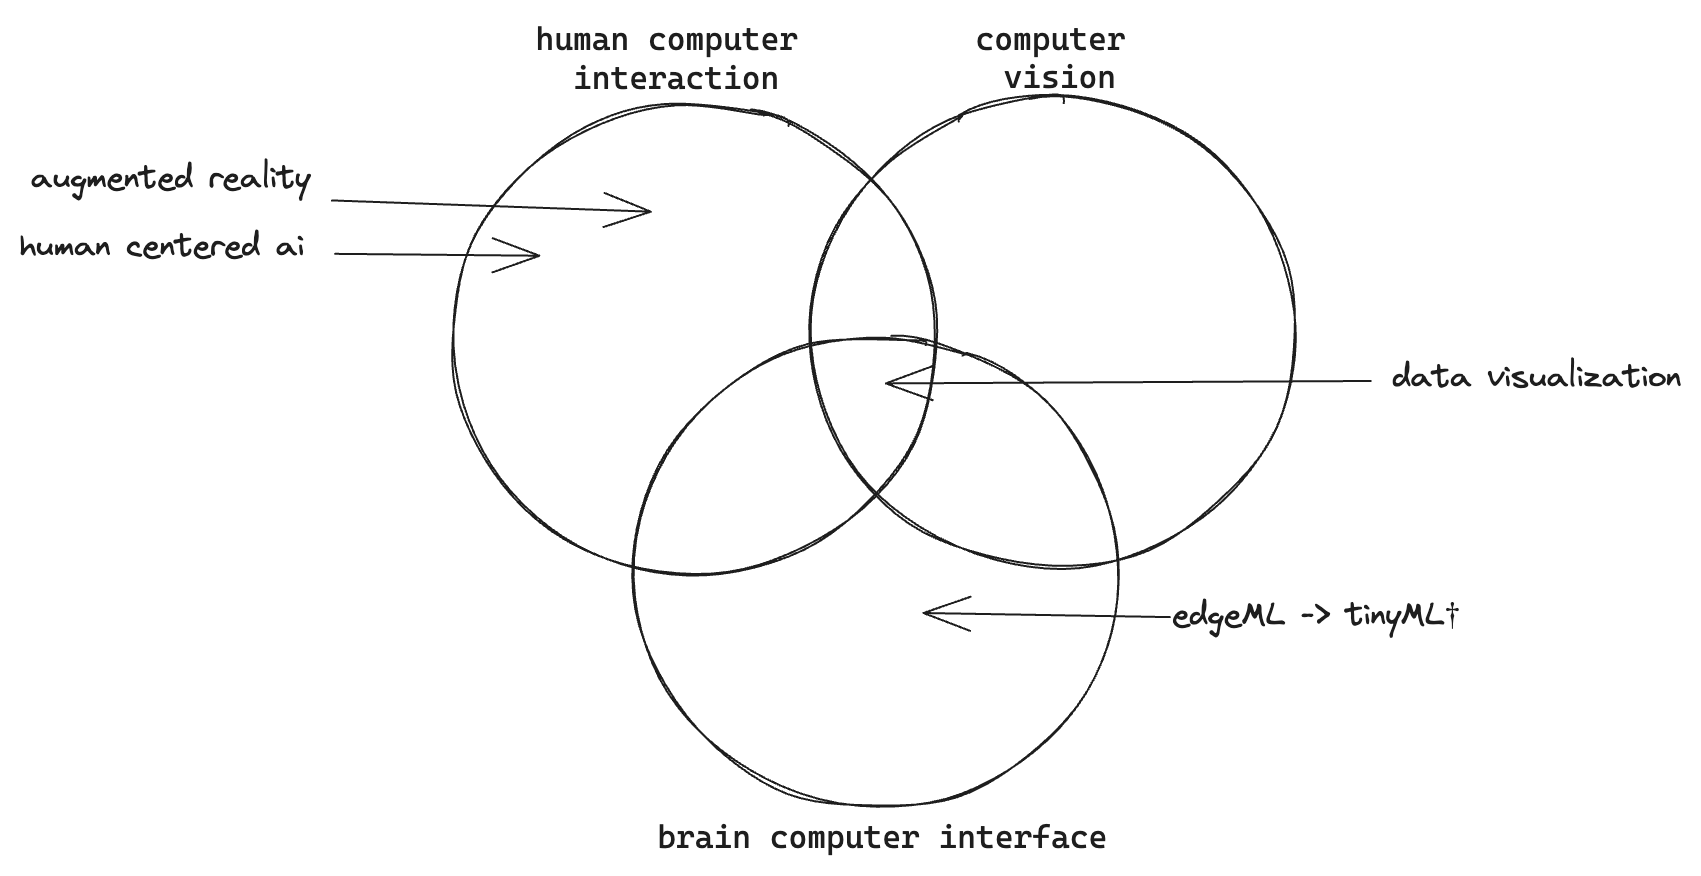 human computer
interaction
computer
vision
augmented reality
human centered ai
data visualization
edgeML -> tinyML†
brain computer interface